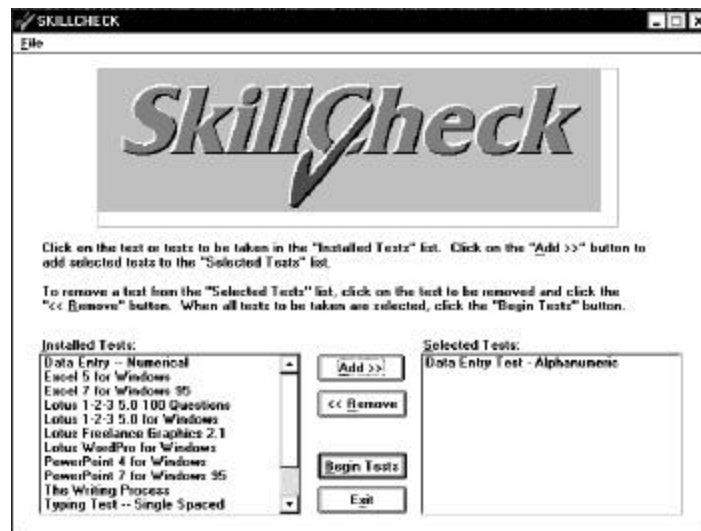 SKILLCHECK
File
SkillCheck
Click on the test or tests to be taken in the "Installed Tests" list. Click on the "Add >>" button to
add selected tests to the "Selected Tests" list.
To remove a test from the "Selected Tests" list, click on the test to be removed and click the
"<< Remove" button. When all tests to be taken are selected, click the "Begin Tests" button.
Installed Tests:
Data Entry -- Numerical
Excel 5 for Windows
Excel 7 for Windows 95
Lotus 1-2-3 5.0 100 Questions
Lotus 1-2-3 5.0 for Windows
Lotus Freelance Graphics 2.1
Lotus WordPro for Windows
PowerPoint 4 for Windows
PowerPoint 7 for Windows 95
The Writing Process
Typing Test -- Single Spaced
Add >>
<< Remove
Begin Tests
Exit
Selected Tests:
Data Entry Test - Alphanumeric